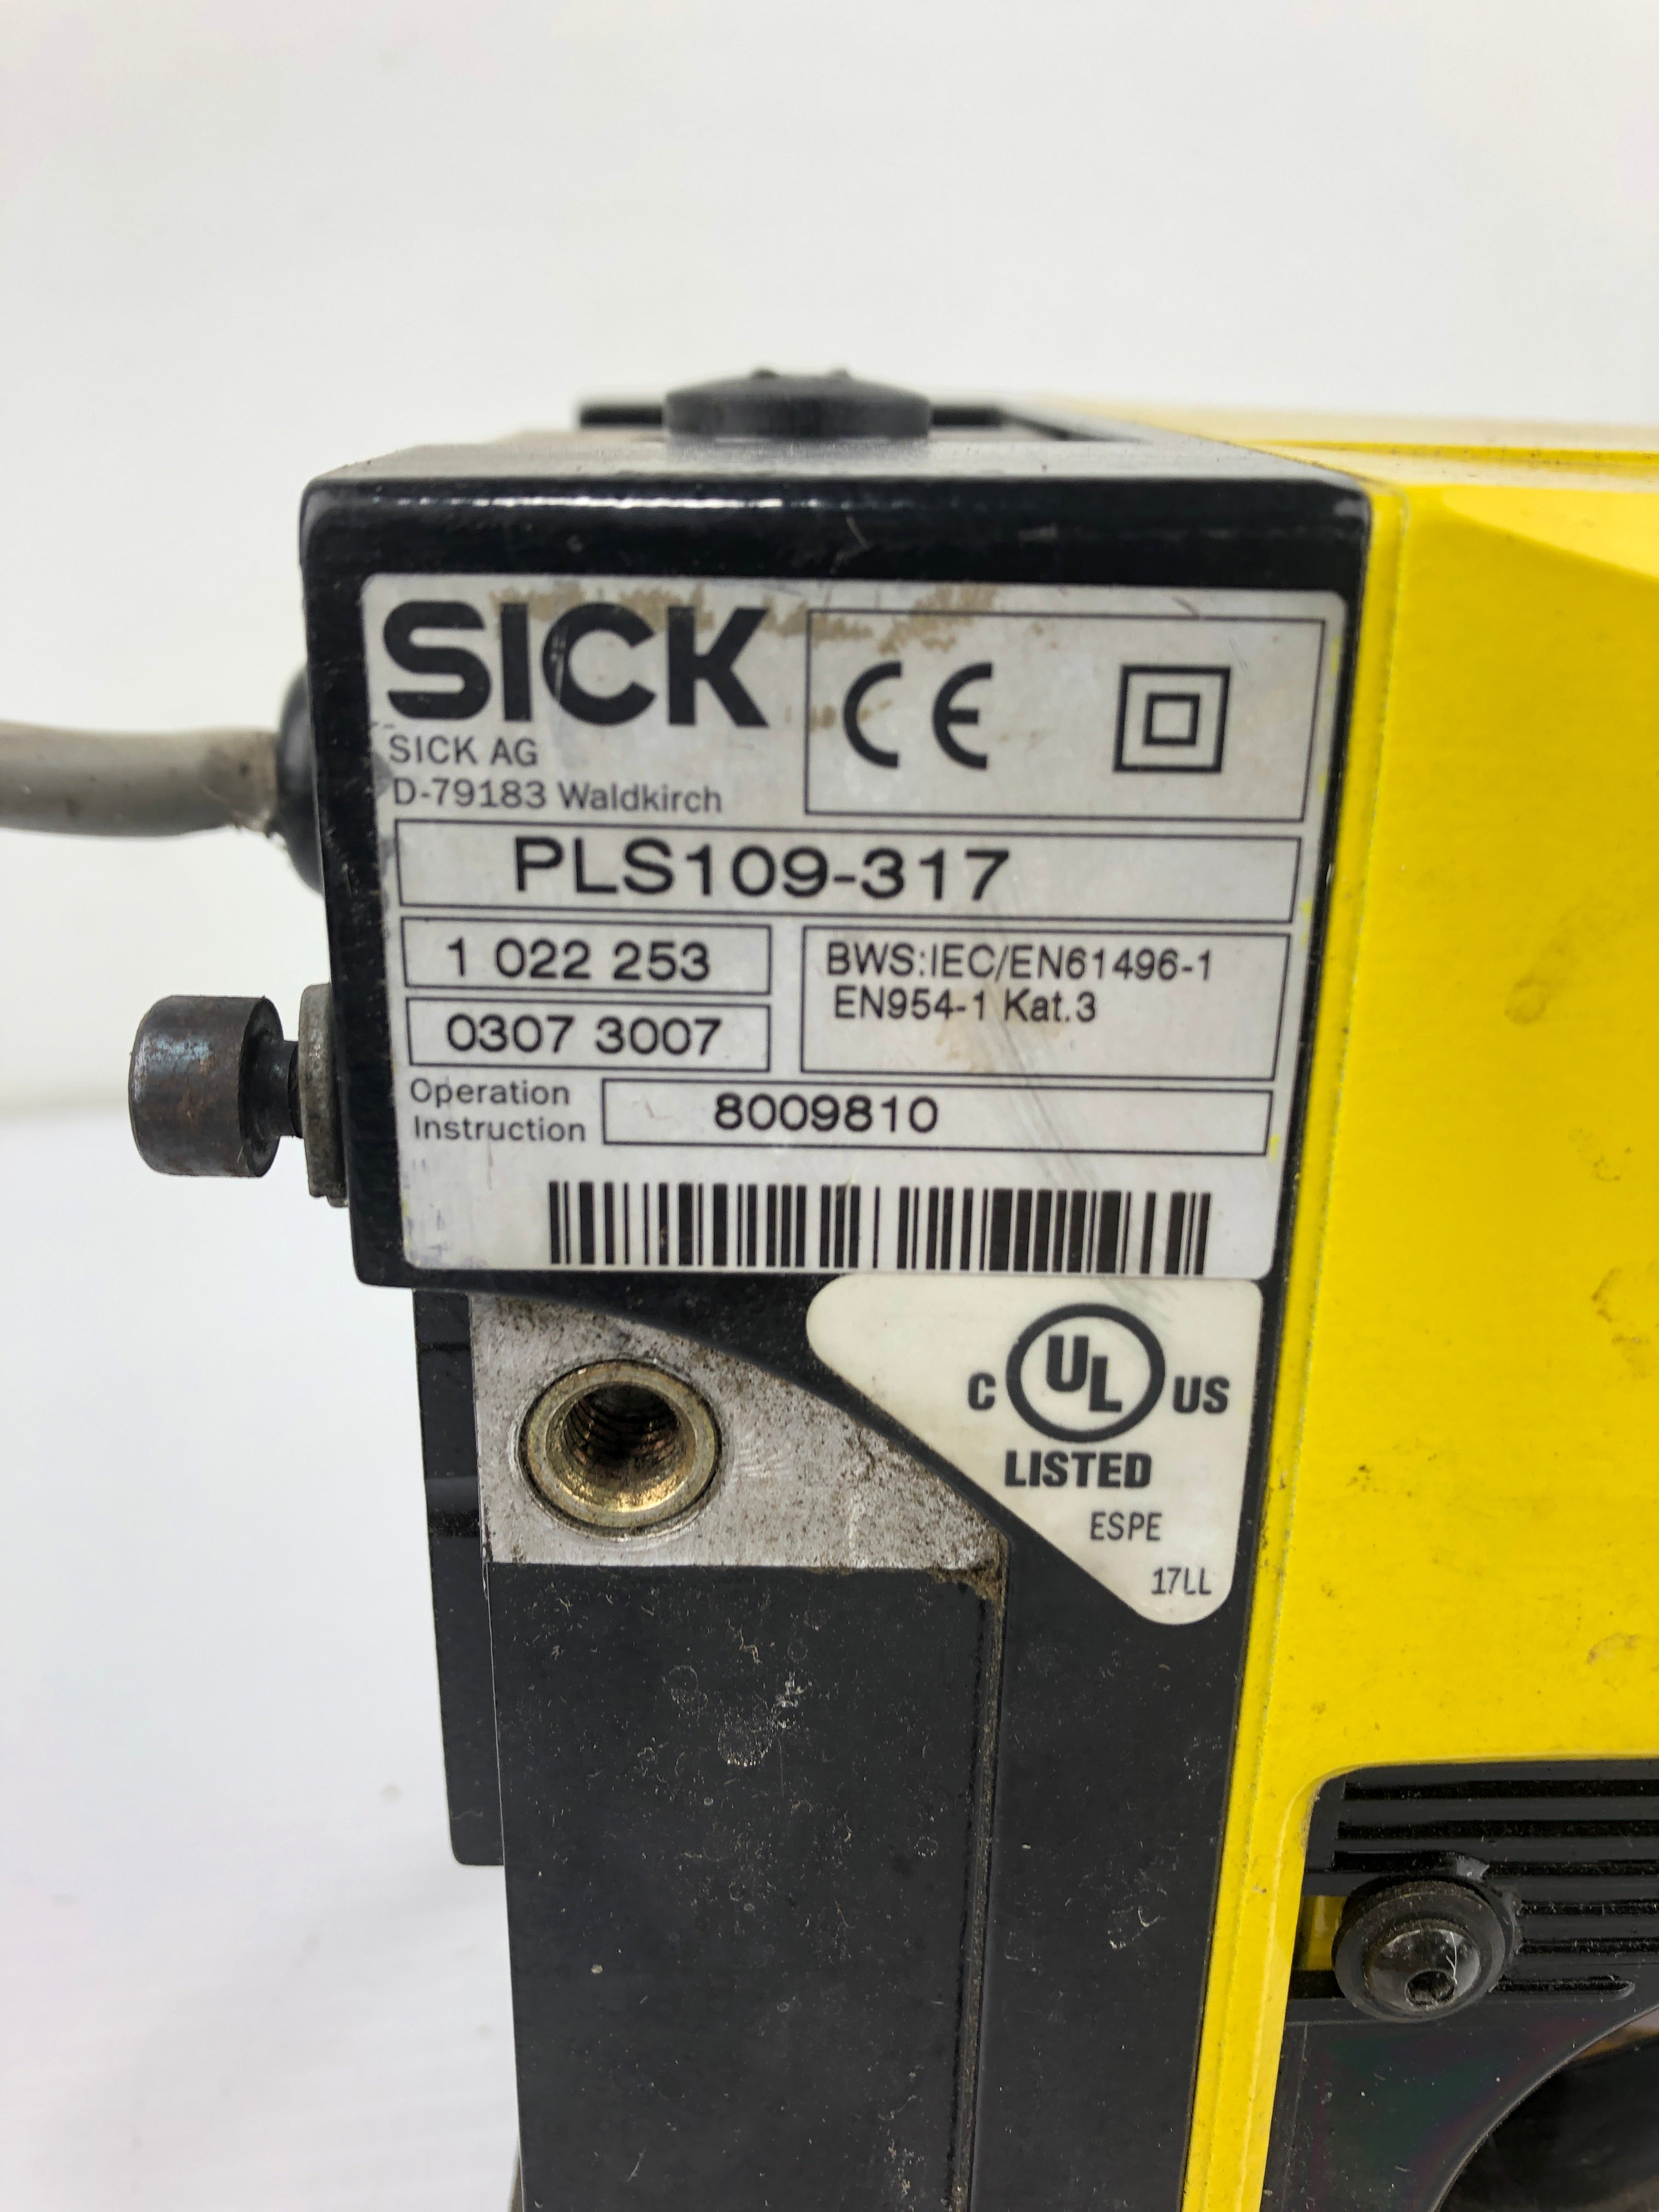 SICK
CE
SICK AG
D-79183 Waldkirch
PLS109-317
1 022 253
BWS:IEC/EN61496-1
EN954-1 Kat.3
0307 3007
Operation
Instruction
8009810
C UL US
LISTED
ESPE
17LL